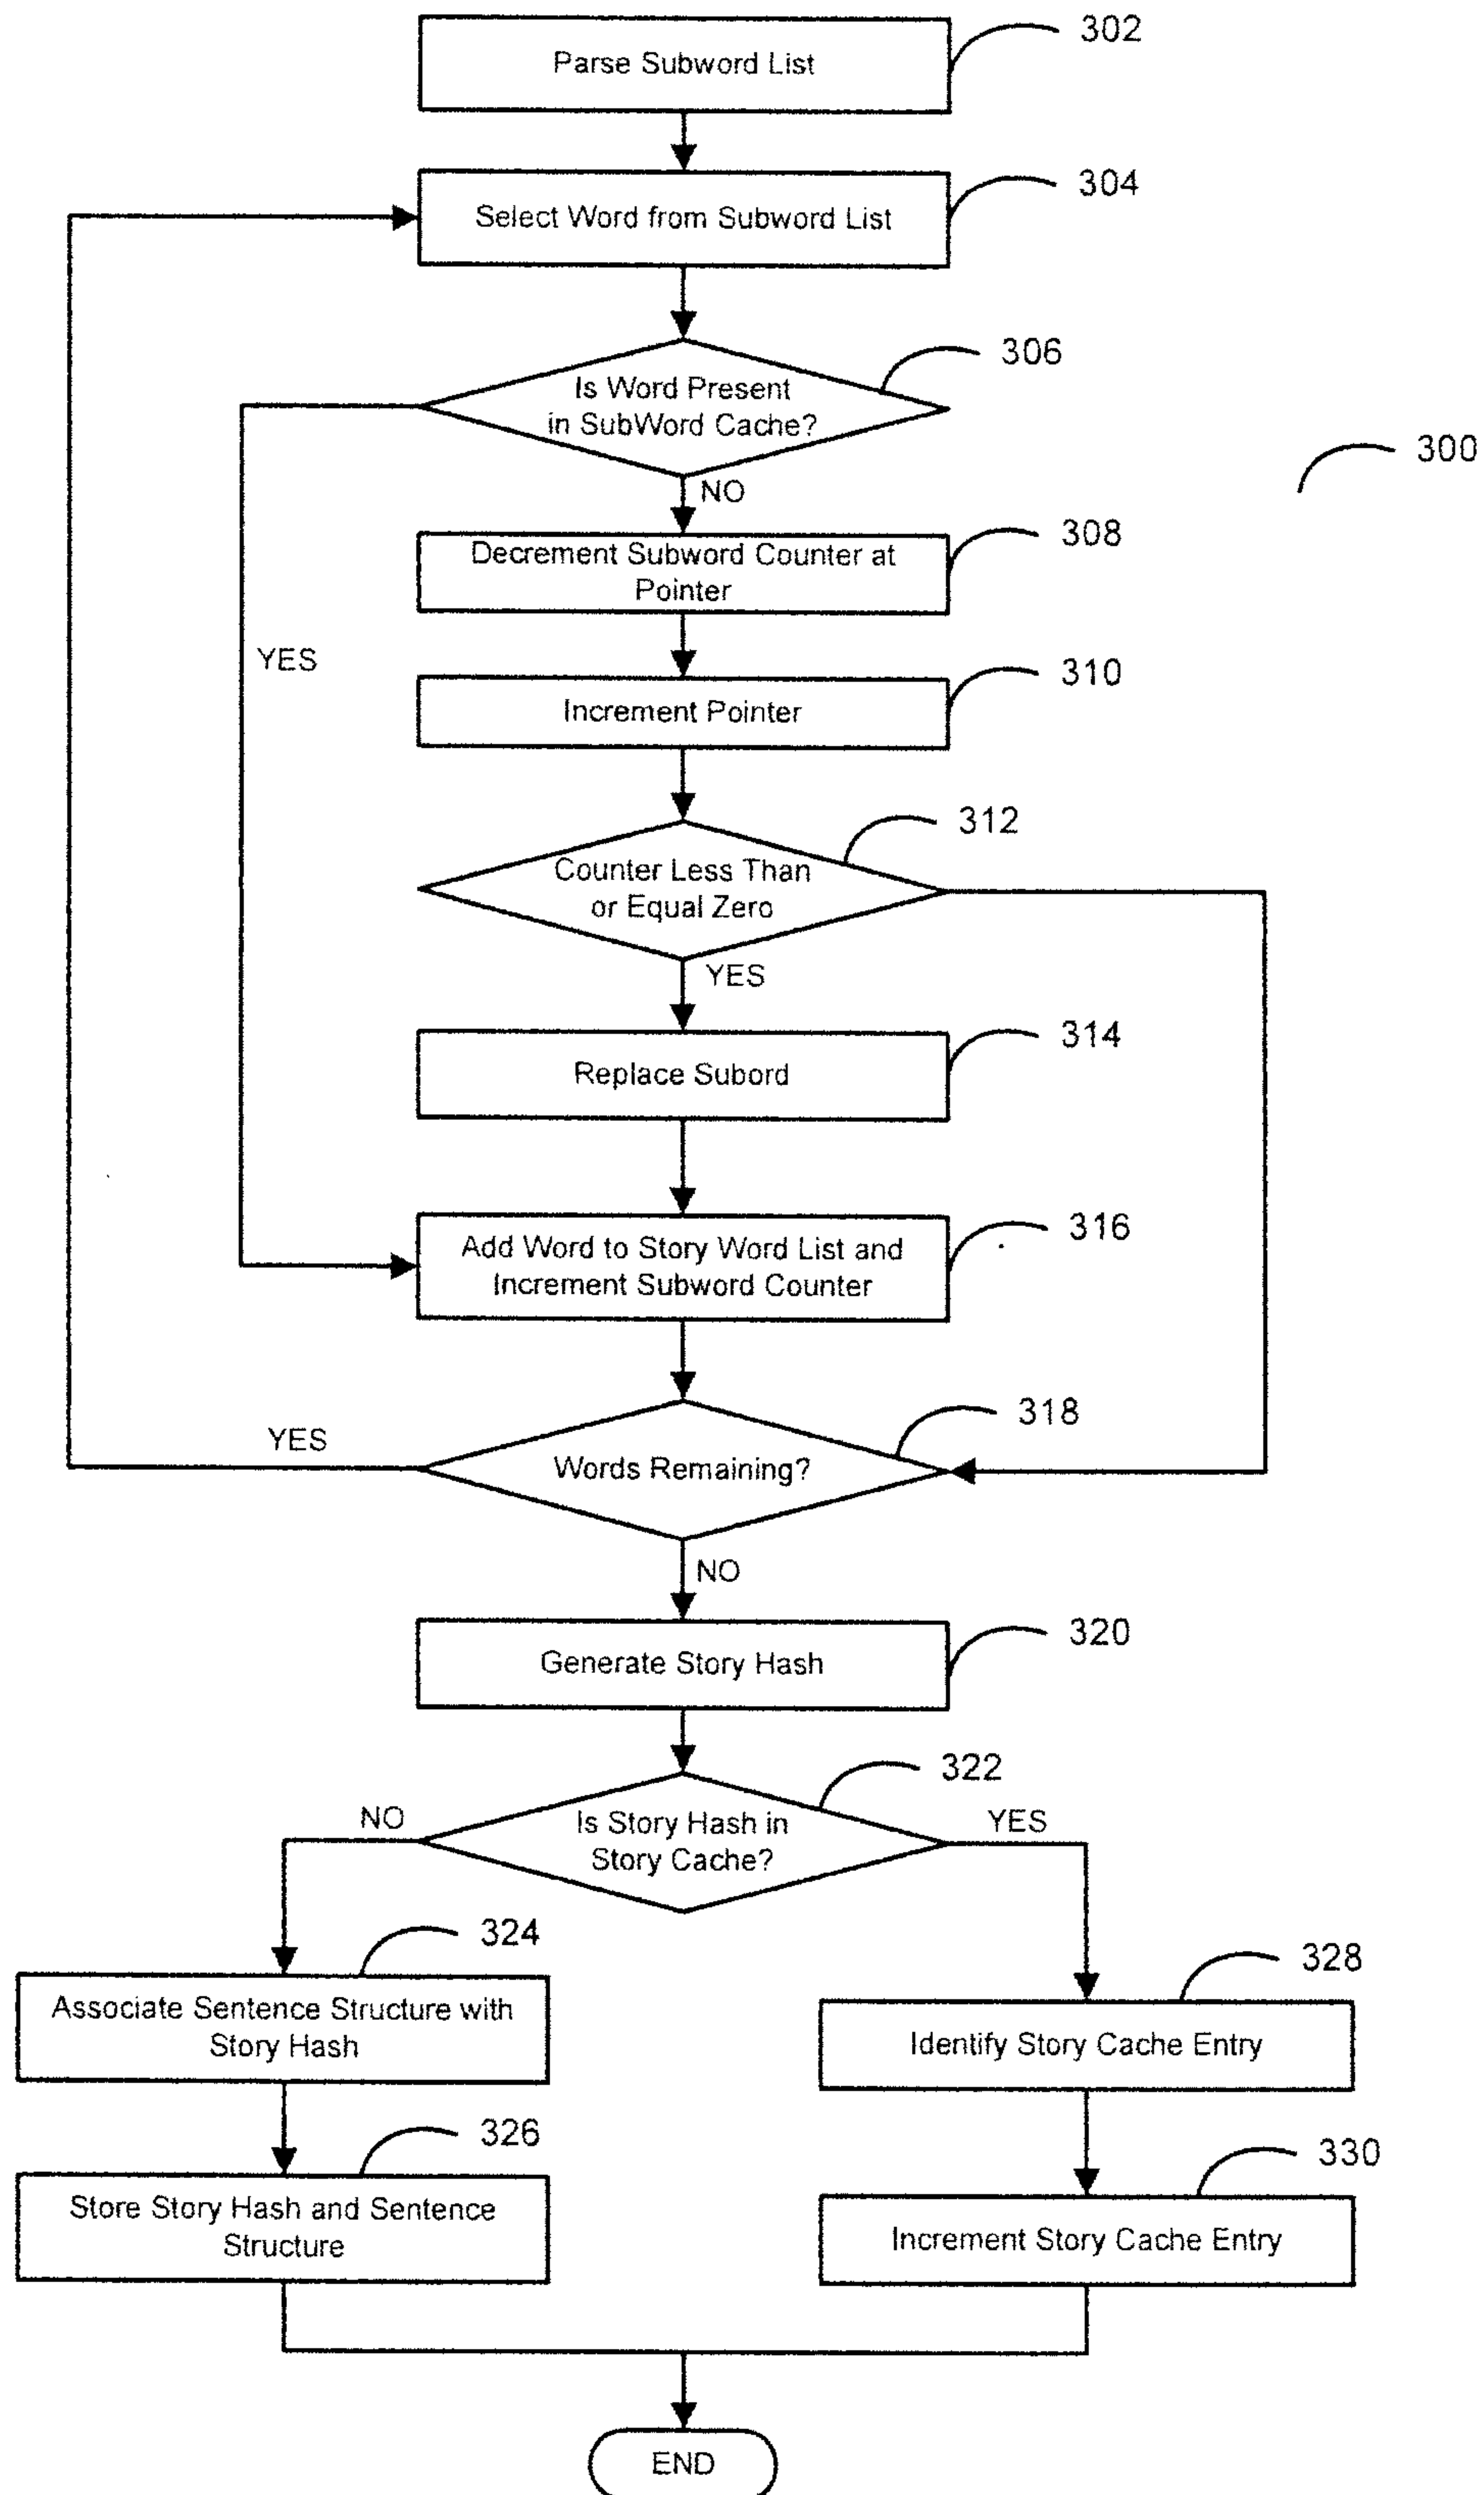 302
Parse Subword List
304
Select Word from Subword List
306
Is Word Present
in SubWord Cache?
300
NO
308
Decrement Subword Counter at
Pointer
YES
310
Increment Pointer
312
Counter Less Than
or Equal Zero
YES
314
Replace Subord
316
Add Word to Story Word List and
Increment Subword Counter
318
YES
Words Remaining?
NO
320
Generate Story Hash
322
NO
Is Story Hash in
Story Cache?
YES
324
Associate Sentence Structure with
Story Hash
328
Identify Story Cache Entry
326
Store Story Hash and Sentence
Structure
330
Increment Story Cache Entry
END